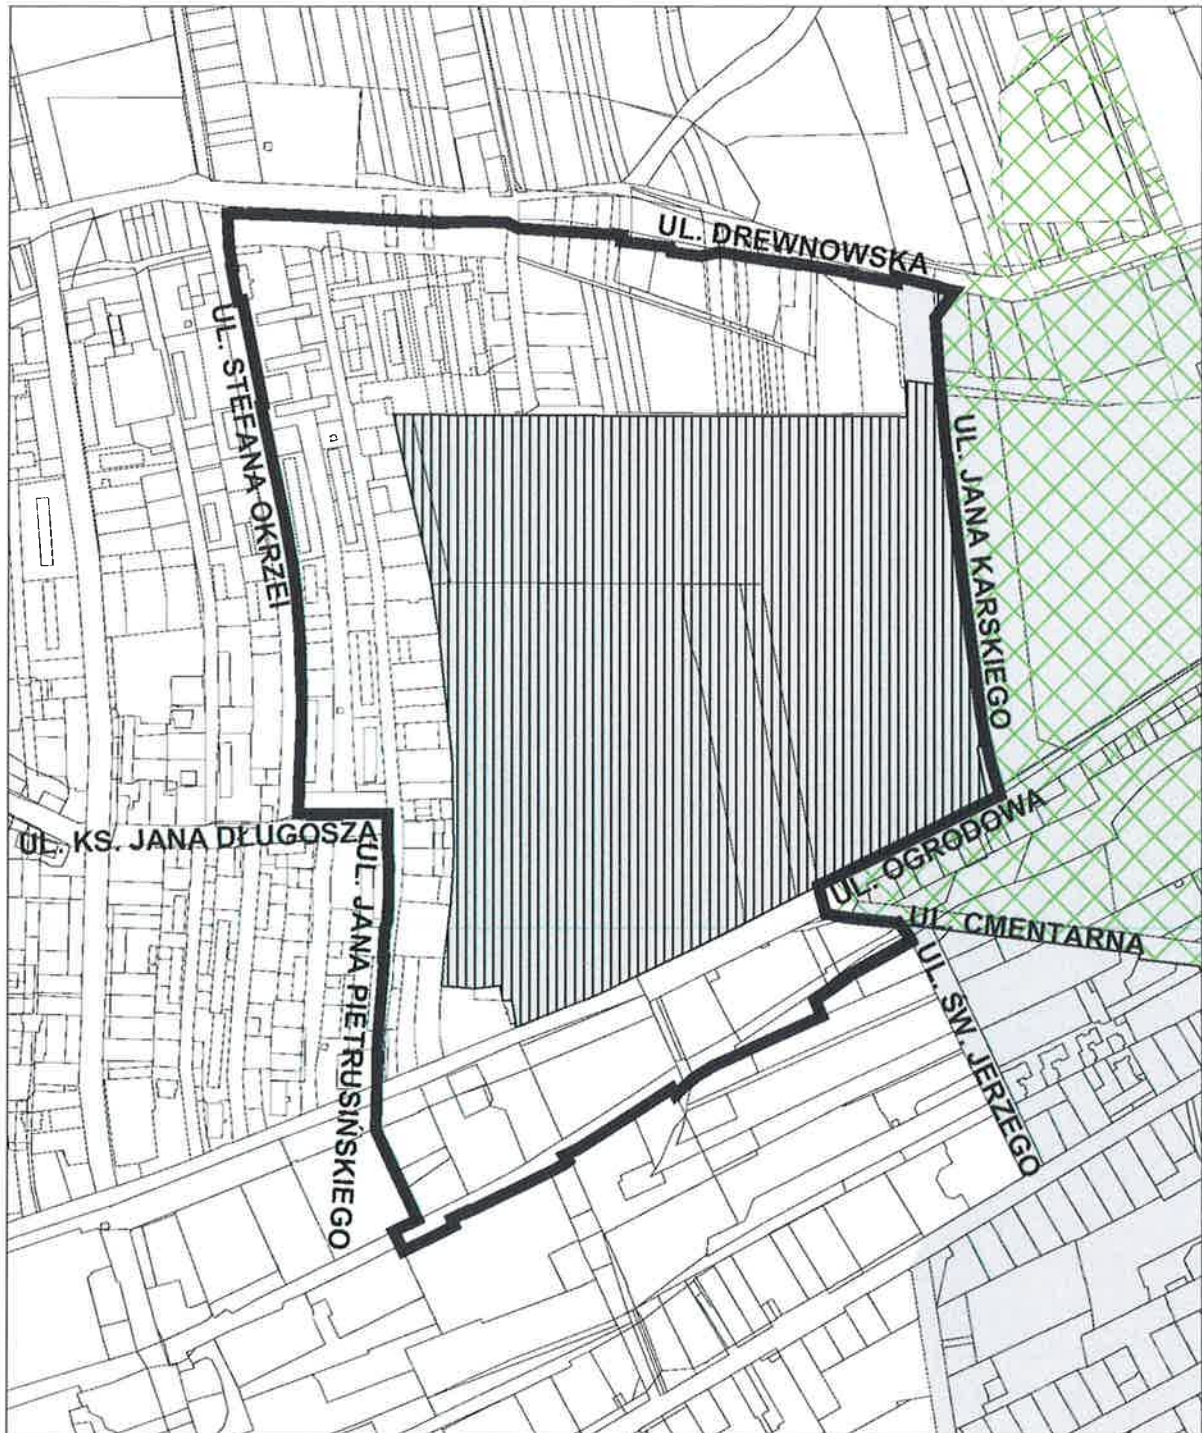 UL. DREWNOWSKA
UL. STEFANA OKRZEI
UL. JANA KARSKIEGO
UL. OGRODOWA
UL. KS. JANA DŁUGOSZA
UL. JANA PIETRUSIŃSKIEGO
UL. CMENTARNA
UL. ŚW. JERZEGO